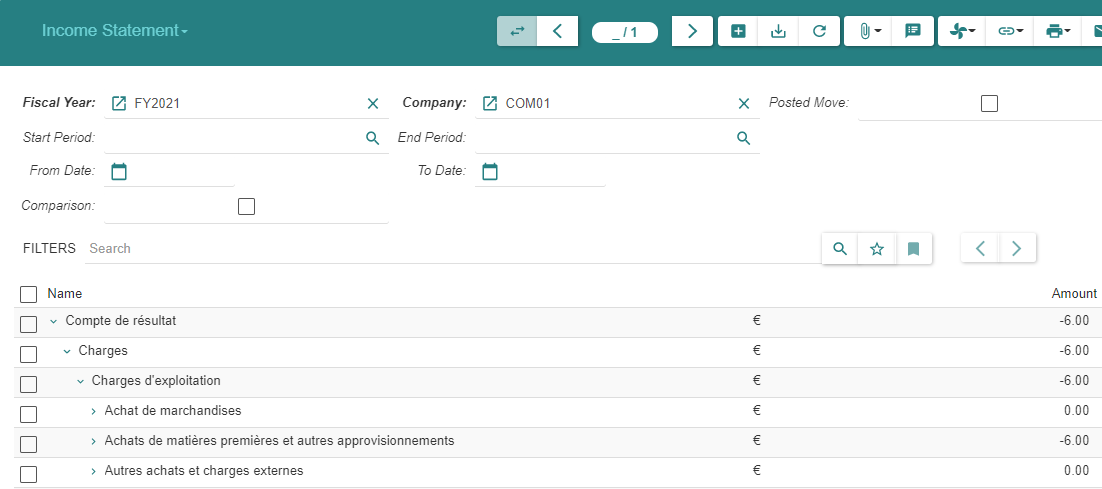 Income Statement
_ / 1
Fiscal Year: FY2021 Company: COM01 Posted Move:
Start Period: End Period:
From Date: To Date:
Comparison:
FILTERS Search
Name Amount
Compte de résultat € -6.00
Charges € -6.00
Charges d'exploitation € -6.00
Achat de marchandises € 0.00
Achats de matières premières et autres approvisionnements € -6.00
Autres achats et charges externes € 0.00